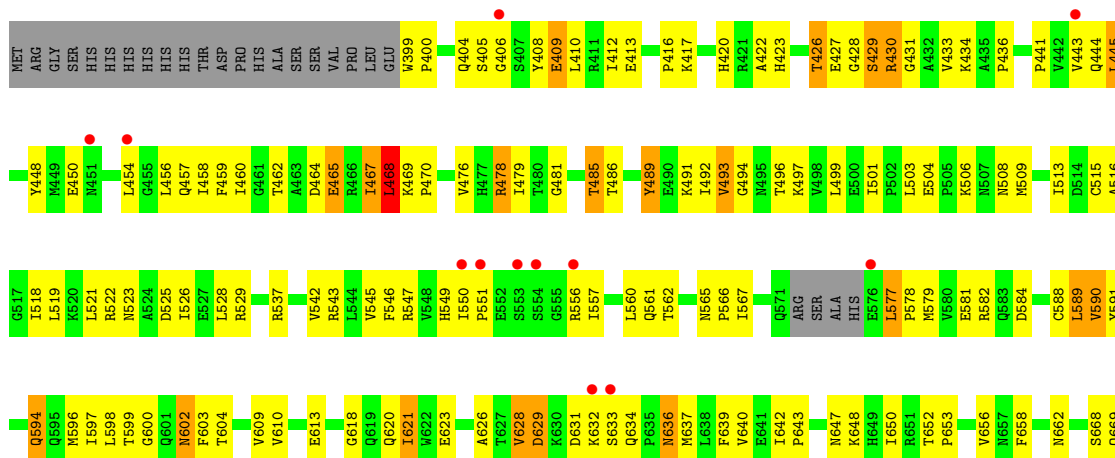 MET ARG GLY SER HIS HIS HIS HIS HIS HIS THR ASP PRO HIS ALA SER SER VAL PRO LEU GLU W399 P400 Q404 S405 G406 S407 Y408 E409 L410 R411 I412 E413 P416 K417 H420 R421 A422 H423 T426 E427 G428 S429 R430 G431 A432 V433 K434 A435 P436 P441 V442 V443 Q444 L445
Y448 M449 E450 N451 L454 G455 L456 Q457 I458 F459 I460 G461 T462 A463 D464 E465 R466 I467 L468 K469 P470 V476 H477 R478 I479 T480 G481 T485 T486 Y489 E490 K491 I492 V493 G494 N495 T496 K497 V498 L499 E500 I501 P502 L503 E504 P505 K506 N507 N508 M509 I513 D514 C515 A516
G517 I518 L519 K520 L521 R522 N523 A524 D525 I526 E527 L528 R529 R537 V542 R543 L544 V545 F546 R547 V548 H549 I550 P551 E552 S553 S554 G555 R556 I557 L560 Q561 T562 N565 P566 I567 Q571 ARG SER ALA HIS E576 L577 P578 M579 V580 E581 R582 Q583 D584 C588 L589 V590 Y591
Q594 Q595 M596 I597 L598 T599 G600 Q601 N602 F603 T604 V609 V610 E613 G618 Q619 Q620 I621 W622 E623 A626 T627 V628 D629 K630 D631 K632 S633 Q634 P635 N636 M637 L638 F639 V640 E641 I642 P643 N647 K648 H649 I650 R651 T652 P653 V656 N657 F658 N662 S668 Q669